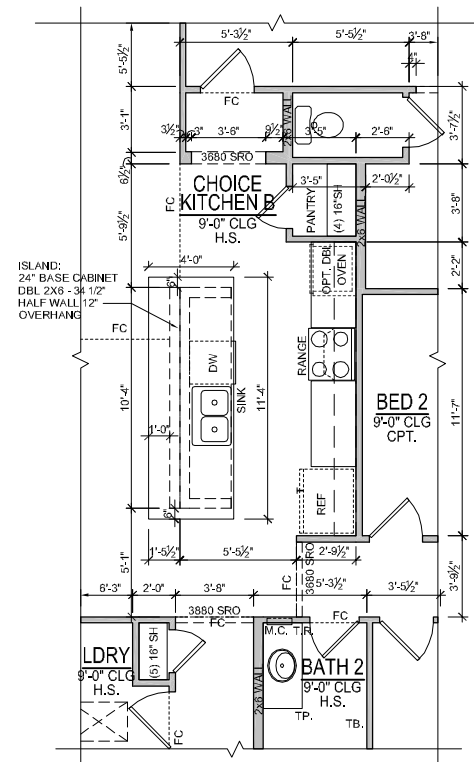 5'-3½"
5'-5½"
3'-8"
½"
5'-5½"
3'-1"
6½"
5'-9½"
FC
3½"
3"
3'-6"
9½"
2x6 WALL
3'-5"
2'-6"
3'-7½"
3680 SRO
CHOICE
KITCHEN B
9'-0" CLG
H.S.
FC
3'-5"
2'-0½"
3'-8"
PANTRY
(4) 16"SH
2x6 WALL
2'-2"
ISLAND:
24" BASE CABINET
DBL 2X6 - 34 1/2"
HALF WALL 12"
OVERHANG
4'-0"
6"
OPT. DBL
OVEN
FC
RANGE
DW
SINK
10'-4"
11'-4"
1'-0"
BED 2
9'-0" CLG
CPT.
11'-7"
REF
6"
5'-1"
1'-5½"
5'-5½"
2'-9½"
3680 SRO
FC
3'-9½"
6'-3"
2'-0"
3'-8"
5'-3½"
3'-5½"
3880 SRO
FC
FC
M.C.
T.R.
LDRY
9'-0" CLG
H.S.
(5) 16" SH
FC
2x6 WALL
BATH 2
9'-0" CLG
H.S.
TP.
TB.